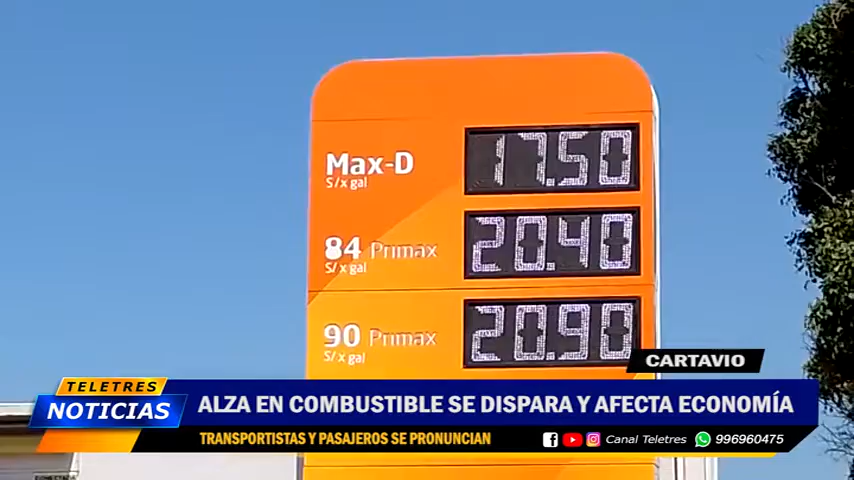 Max-D
S/x gal
17.50
84 Primax
S/x gal
20.40
90 Primax
S/x gal
20.90
CARTAVIO
TELETRES
NOTICIAS
ALZA EN COMBUSTIBLE SE DISPARA Y AFECTA ECONOMÍA
TRANSPORTISTAS Y PASAJEROS SE PRONUNCIAN
Canal Teletres 996960475